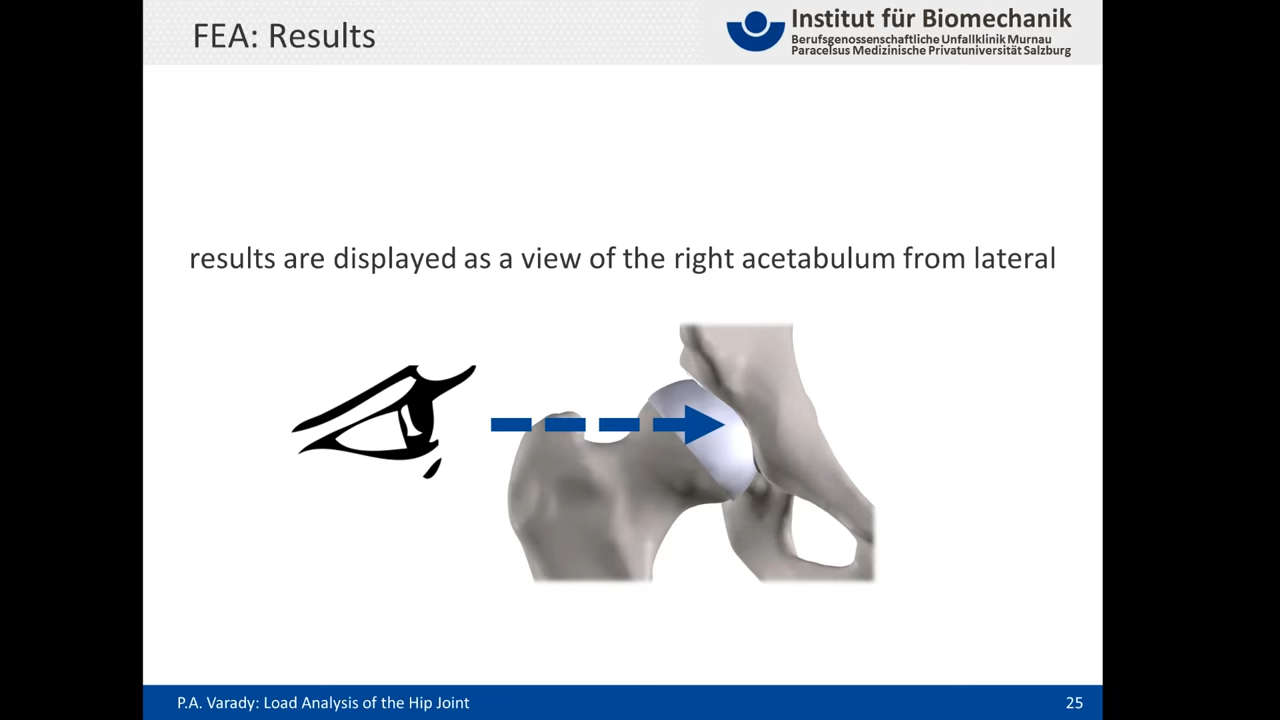 FEA: Results
Institut für Biomechanik
Berufsgenossenschaftliche Unfallklinik Murnau
Paracelsus Medizinische Privatuniversität Salzburg
results are displayed as a view of the right acetabulum from lateral
P.A. Varady: Load Analysis of the Hip Joint
25